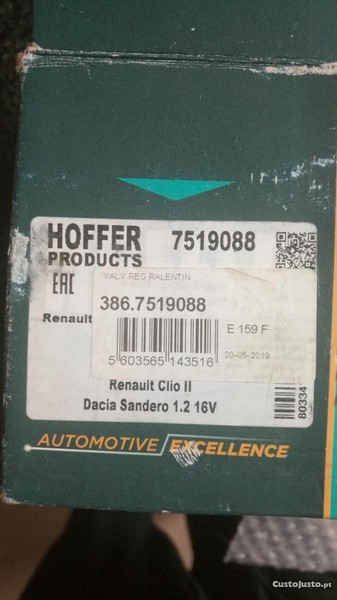 HOFFER 7519088
PRODUCTS
EAC
VALV REG RALENTIN
386.7519088
Renault
E 159 F
5 603565 143516
20-05-2019
Renault Clio II
Dacia Sandero 1.2 16V
80334
AUTOMOTIVE EXCELLENCE
CustoJusto.pt